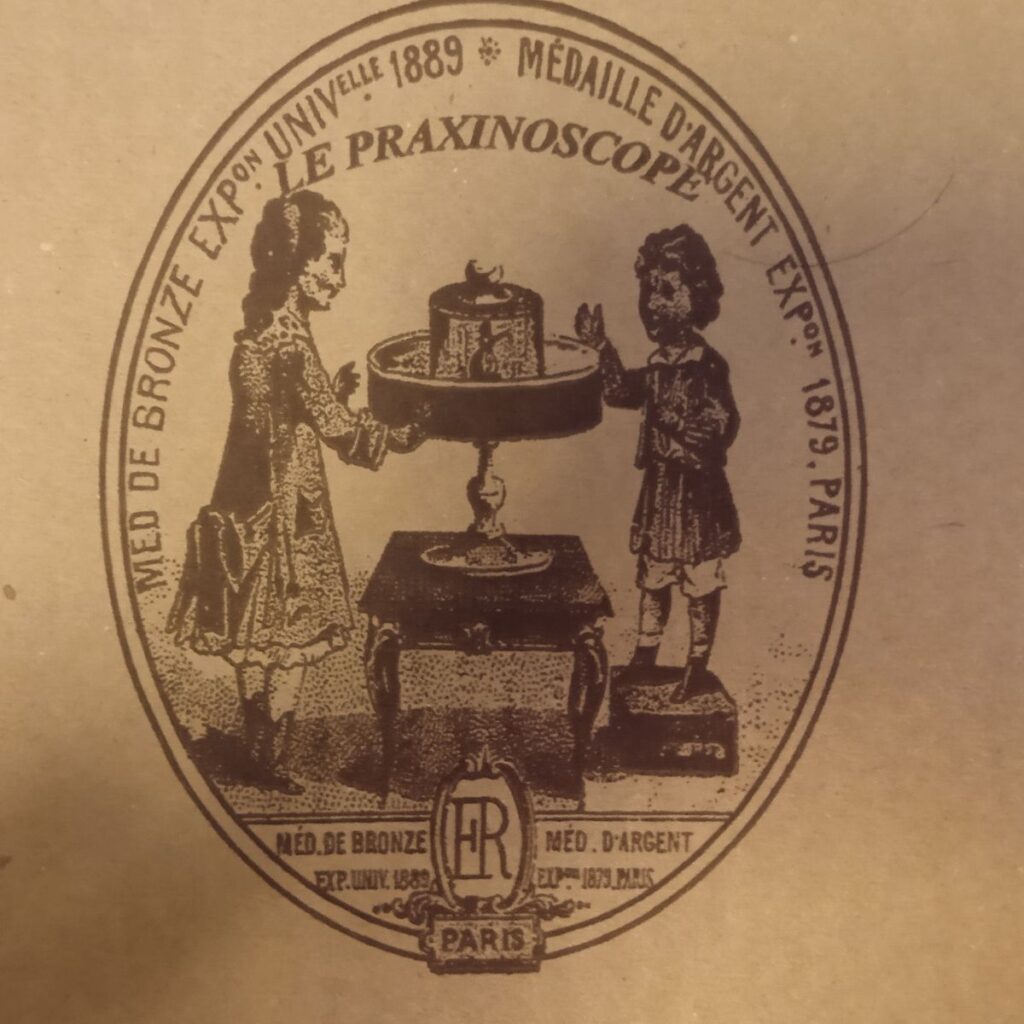 MED DE BRONZE EXPON UNIVELLE 1889 * MÉDAILLE D'ARGENT EXPON 1879. PARIS
LE PRAXINOSCOPE
ER
MÉD. DE BRONZE
EXP. UNIV. 1889
MÉD. D'ARGENT
EXPON 1879. PARIS
PARIS